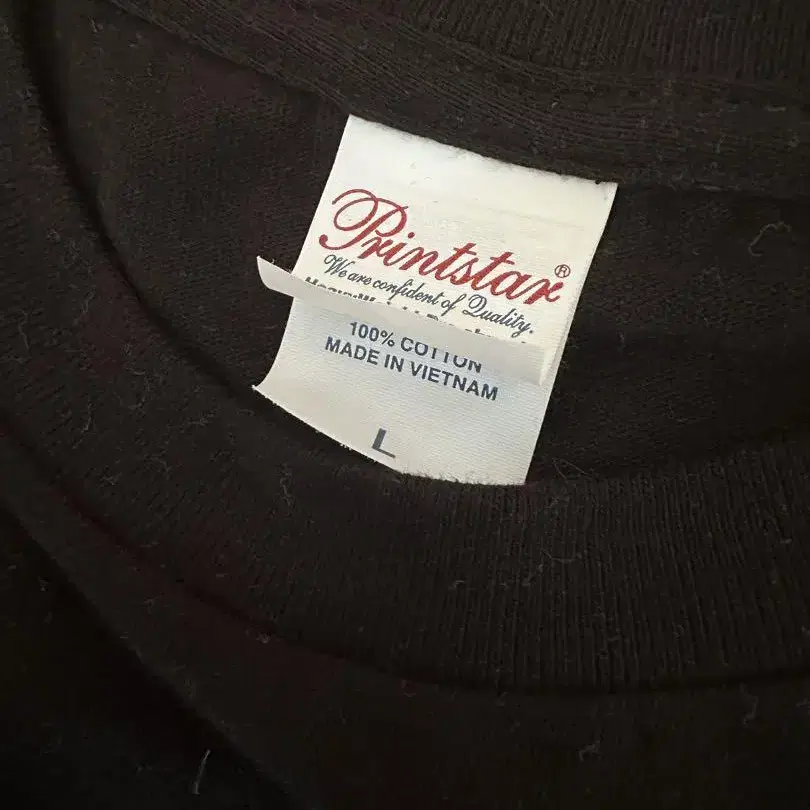 Printstar®
We are confident of Quality.
100% COTTON
MADE IN VIETNAM
L